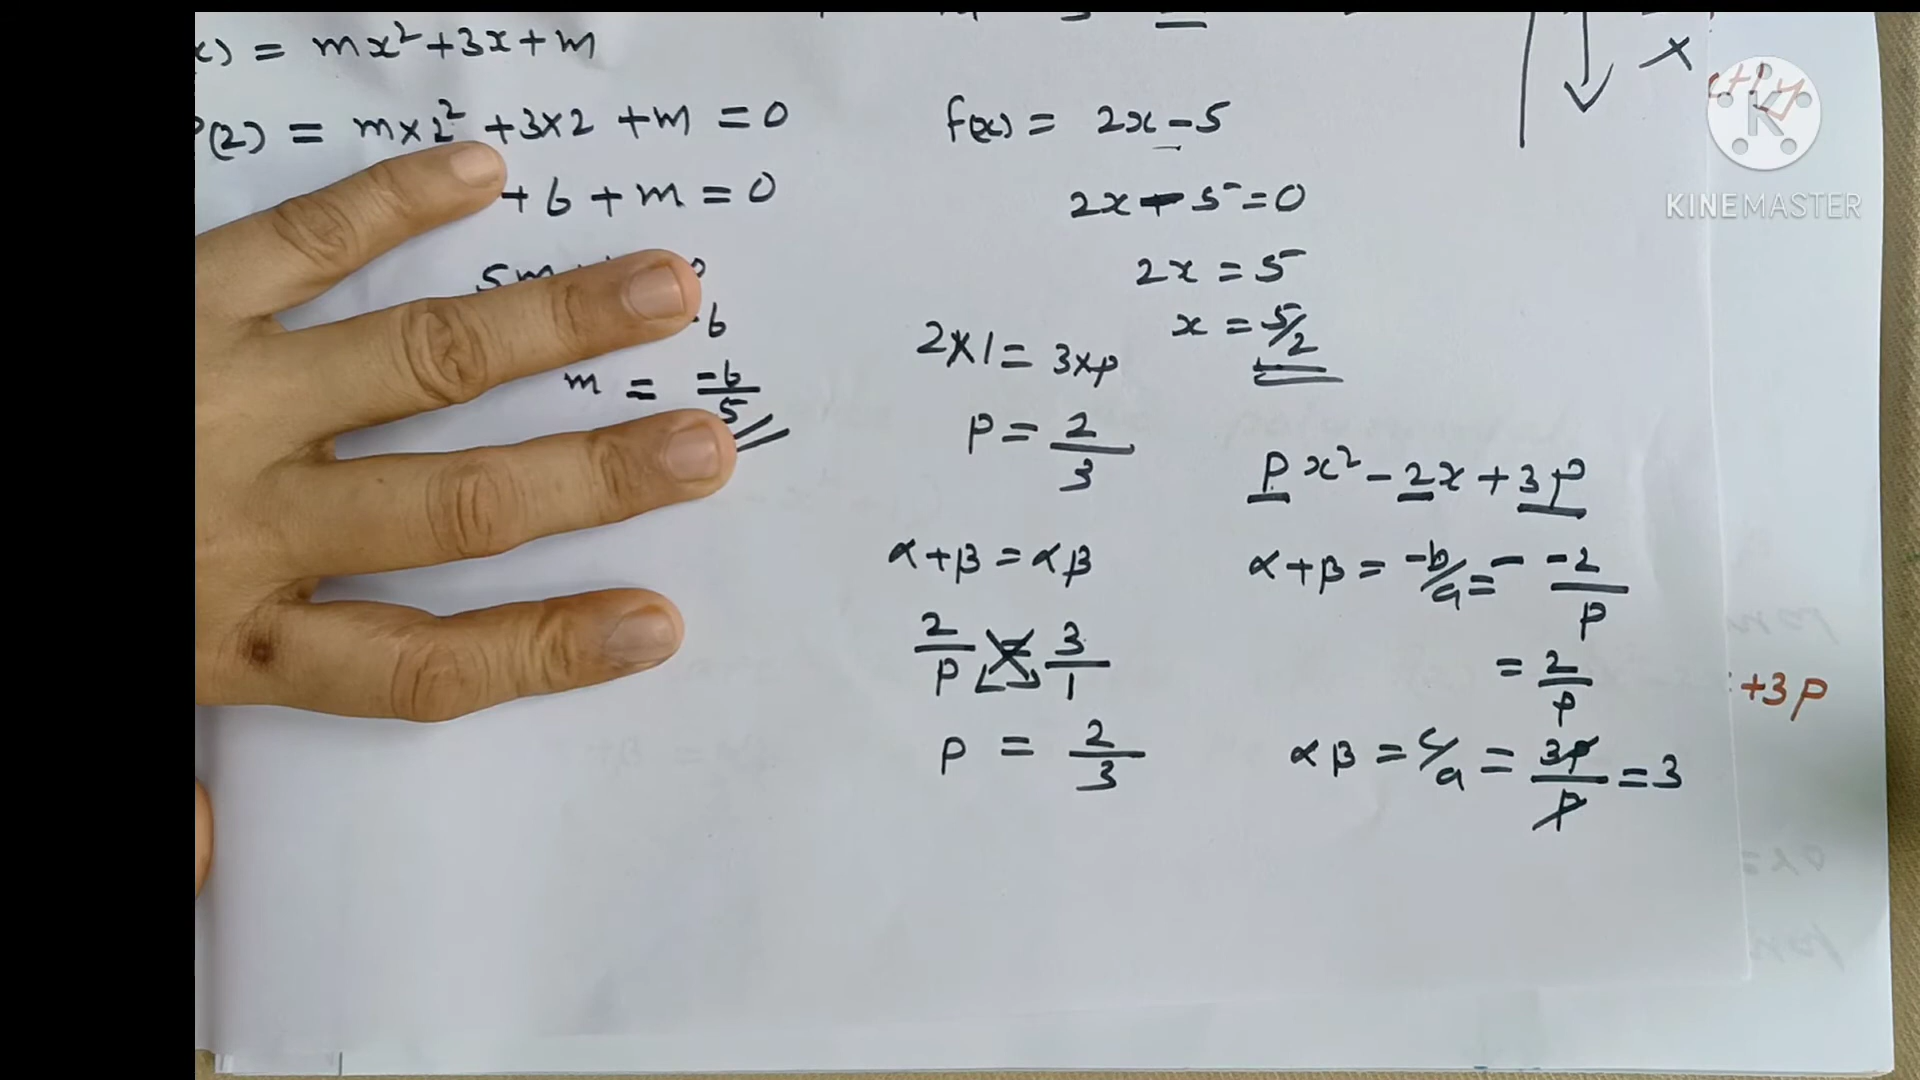 x) = mx² + 3x + m
P(2) = m×2² + 3×2 + m = 0
+ 6 + m = 0
5m
-6
m = -6/5
f(x) = 2x - 5
2x - 5 = 0
2x = 5
x = 5/2
2×1 = 3×p
P = 2/3
α+β = αβ
2/P = 3/1
P = 2/3
Px² - 2x + 3P
α+β = -b/a = - -2/P
= 2/P
αβ = c/a = 3P/P = 3
x
+3P
KINEMASTER